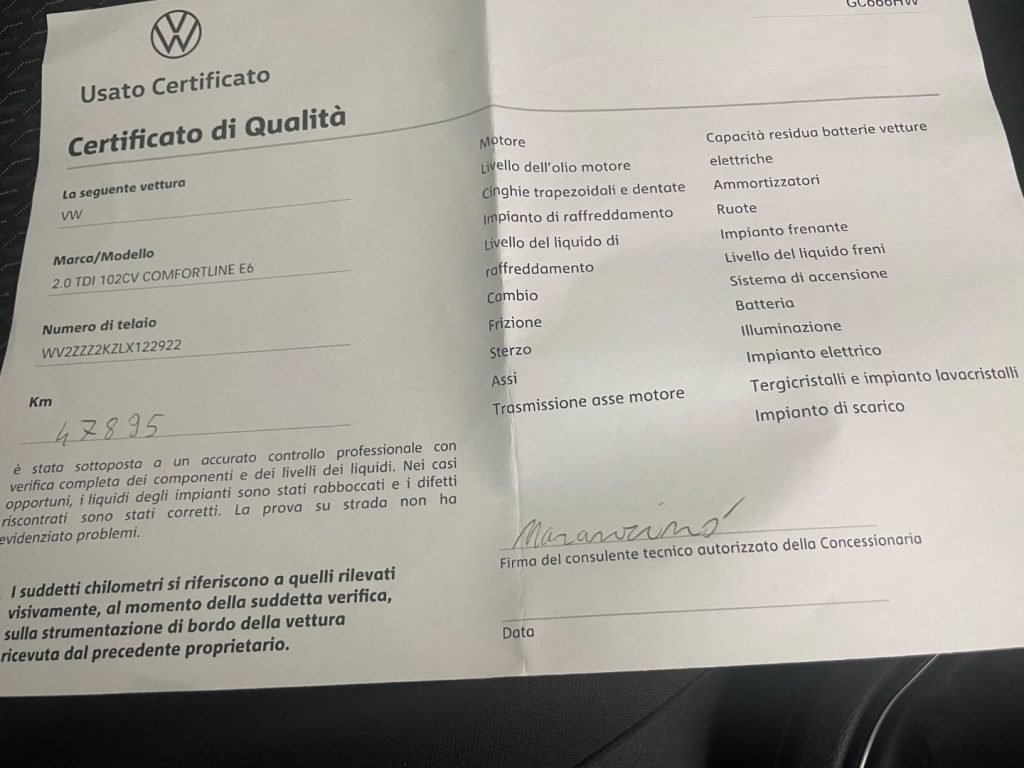 GC666HW
Usato Certificato
Certificato di Qualità
La seguente vettura
VW
Marca/Modello
2.0 TDI 102CV COMFORTLINE E6
Numero di telaio
WV2ZZZ2KZLX122922
Km
47895
è stata sottoposta a un accurato controllo professionale con
verifica completa dei componenti e dei livelli dei liquidi. Nei casi
opportuni, i liquidi degli impianti sono stati rabboccati e i difetti
riscontrati sono stati corretti. La prova su strada non ha
evidenziato problemi.
I suddetti chilometri si riferiscono a quelli rilevati
visivamente, al momento della suddetta verifica,
sulla strumentazione di bordo della vettura
ricevuta dal precedente proprietario.
Motore
Livello dell'olio motore
Cinghie trapezoidali e dentate
Impianto di raffreddamento
Livello del liquido di
raffreddamento
Cambio
Frizione
Sterzo
Assi
Trasmissione asse motore
Capacità residua batterie vetture
elettriche
Ammortizzatori
Ruote
Impianto frenante
Livello del liquido freni
Sistema di accensione
Batteria
Illuminazione
Impianto elettrico
Tergicristalli e impianto lavacristalli
Impianto di scarico
Firma del consulente tecnico autorizzato della Concessionaria
Data